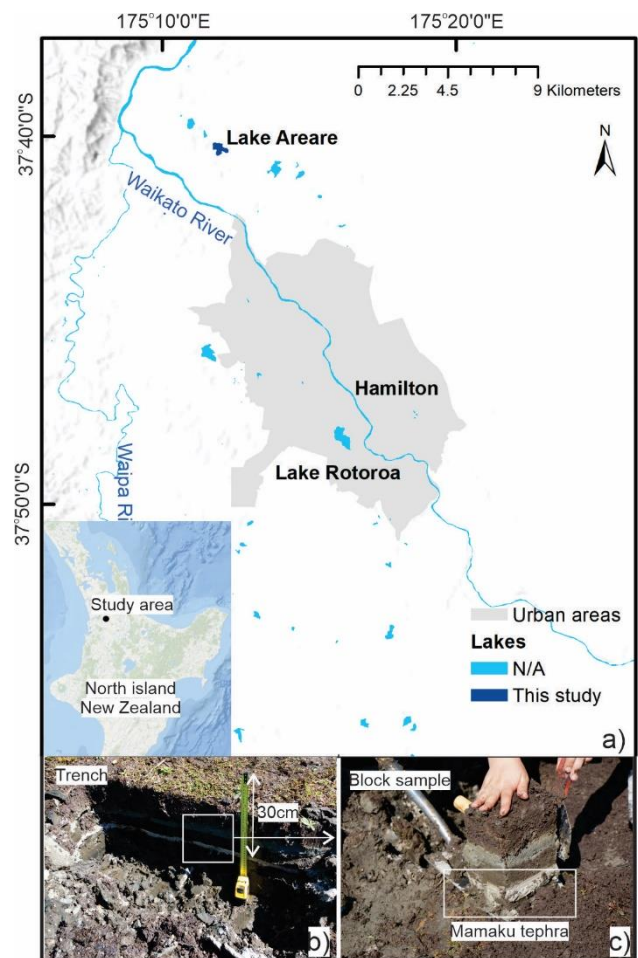 175°10'0"E
175°20'0"E
0 2.25 4.5 9 Kilometers
N
37°40'0"S
Lake Areare
Waikato River
Hamilton
Lake Rotoroa
Waipa Ri
37°50'0"S
Study area
North island
New Zealand
Urban areas
Lakes
N/A
This study
a)
Trench
30cm
b)
Block sample
Mamaku tephra
c)